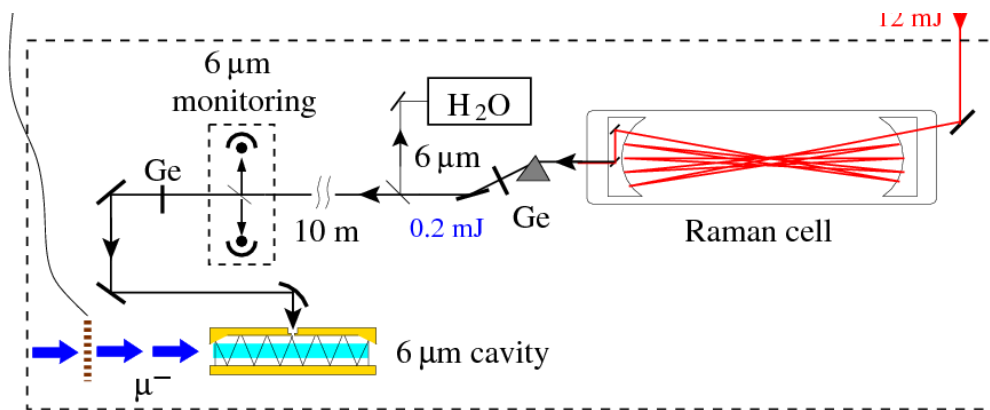 12 mJ
6 μm
monitoring
H₂O
6 μm
Ge
Ge
10 m
0.2 mJ
Raman cell
6 μm cavity
μ⁻